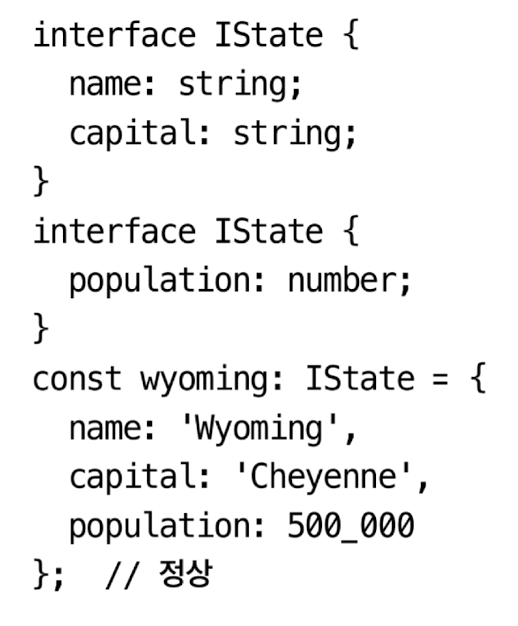 interface IState {
  name: string;
  capital: string;
}
interface IState {
  population: number;
}
const wyoming: IState = {
  name: 'Wyoming',
  capital: 'Cheyenne',
  population: 500_000
};  // 정상